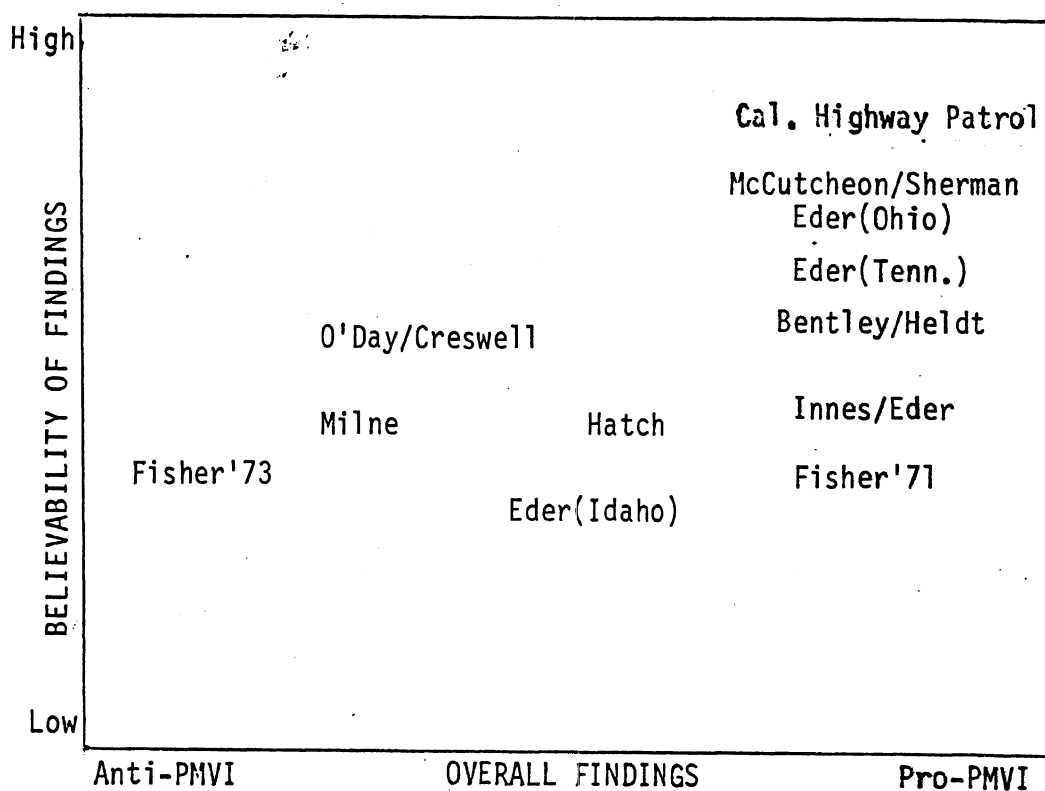 High
Cal. Highway Patrol
McCutcheon/Sherman
Eder(Ohio)
Eder(Tenn.)
Bentley/Heldt
O'Day/Creswell
Innes/Eder
Milne Hatch
Fisher'73 Fisher'71
Eder(Idaho)
BELIEVABILITY OF FINDINGS
Low
Anti-PMVI OVERALL FINDINGS Pro-PMVI